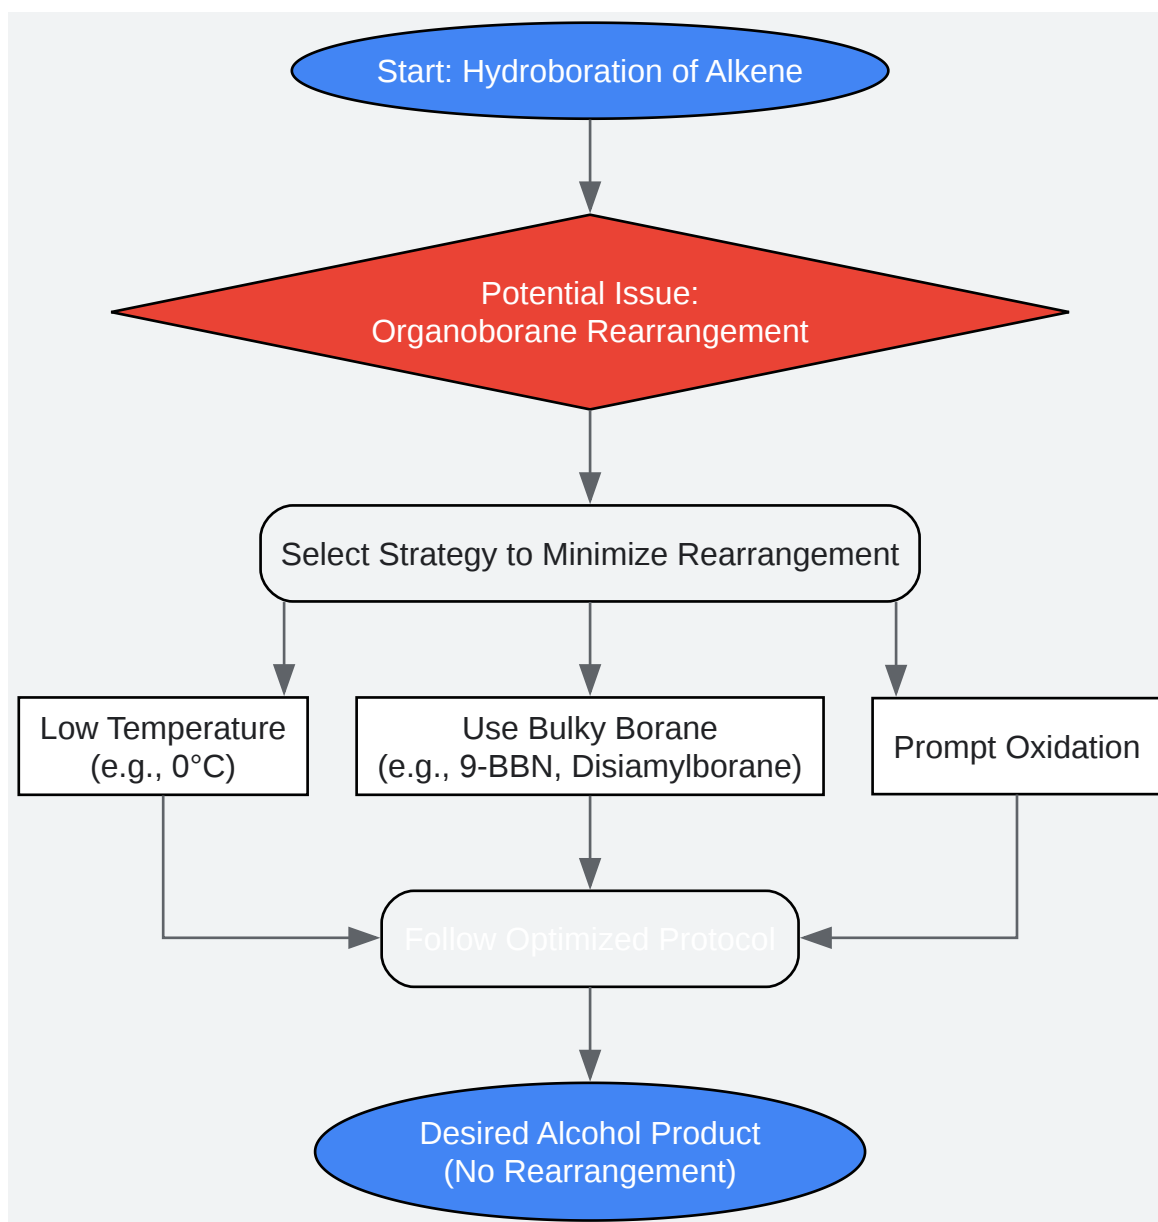 Start: Hydroboration of Alkene
Potential Issue:
Organoborane Rearrangement
Select Strategy to Minimize Rearrangement
Low Temperature
(e.g., 0°C)
Use Bulky Borane
(e.g., 9-BBN, Disiamylborane)
Prompt Oxidation
Follow Optimized Protocol
Desired Alcohol Product
(No Rearrangement)